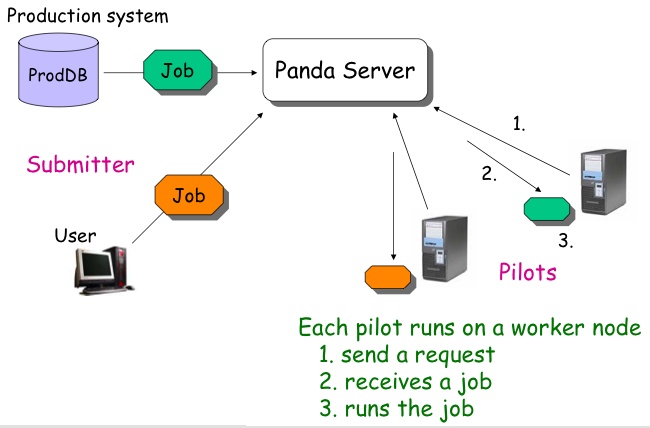 Production system
ProdDB
Job
Panda Server
1.
Submitter
2.
Job
User
3.
Pilots
Each pilot runs on a worker node
1. send a request
2. receives a job
3. runs the job